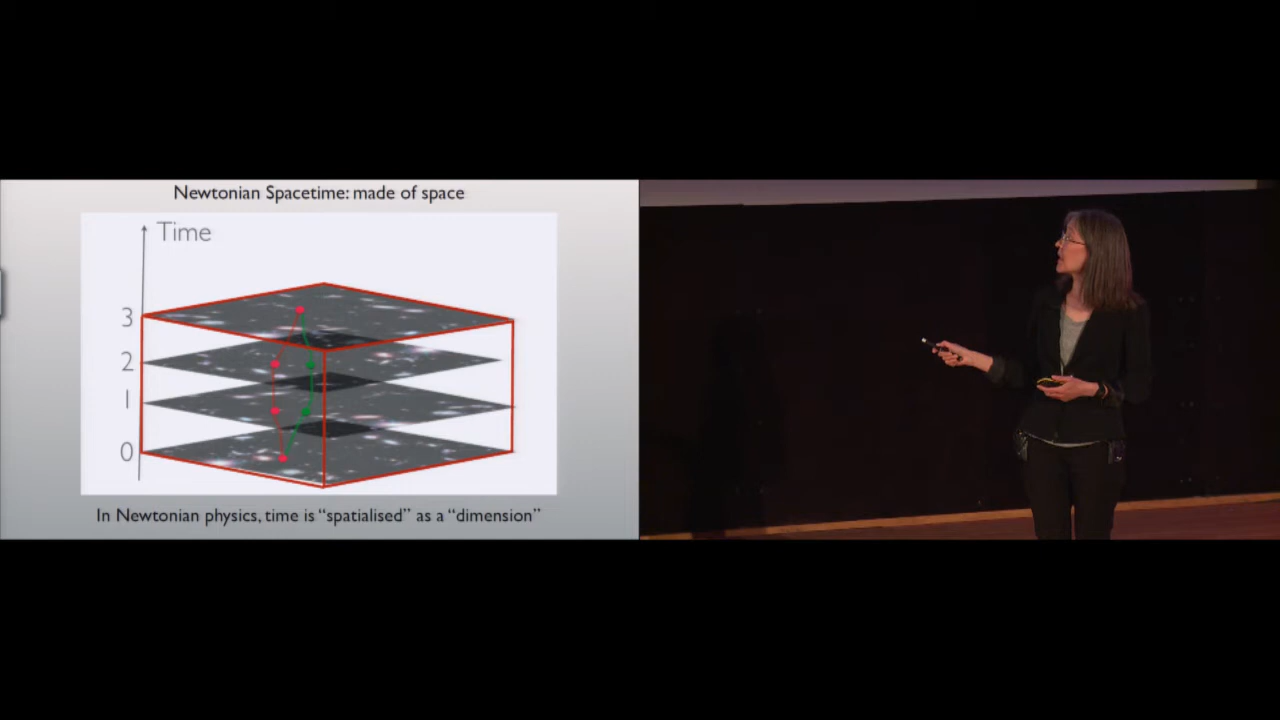 Newtonian Spacetime: made of space
Time
3
2
1
0
In Newtonian physics, time is “spatialised” as a “dimension”